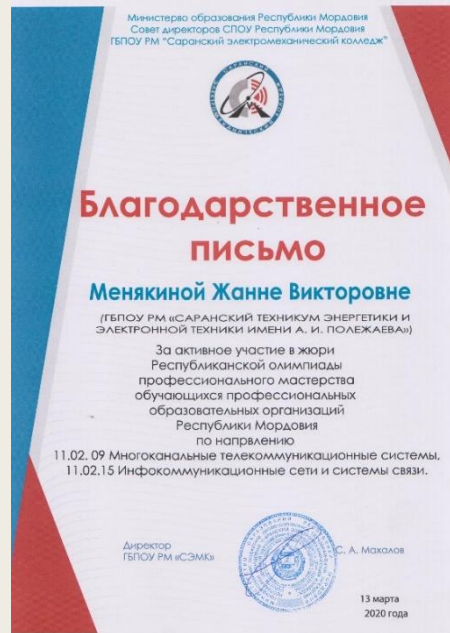 Министерво образования Республики Мордовия
Совет директоров СПОУ Республики Мордовия
ГБПОУ РМ "Саранский электромеханический колледж"
Благодарственное
письмо
Менякиной Жанне Викторовне
(ГБПОУ РМ «САРАНСКИЙ ТЕХНИКУМ ЭНЕРГЕТИКИ И
ЭЛЕКТРОННОЙ ТЕХНИКИ ИМЕНИ А. И. ПОЛЕЖАЕВА»)
За активное участие в жюри
Республиканской олимпиады
профессионального мастерства
обучающихся профессиональных
образовательных организаций
Республики Мордовия
по напрвлению
11.02. 09 Многоканальные телекоммуникационные системы,
11.02.15 Инфокоммуникационные сети и системы связи.
Директор
ГБПОУ РМ «СЭМК»
С. А. Махалов
13 марта
2020 года